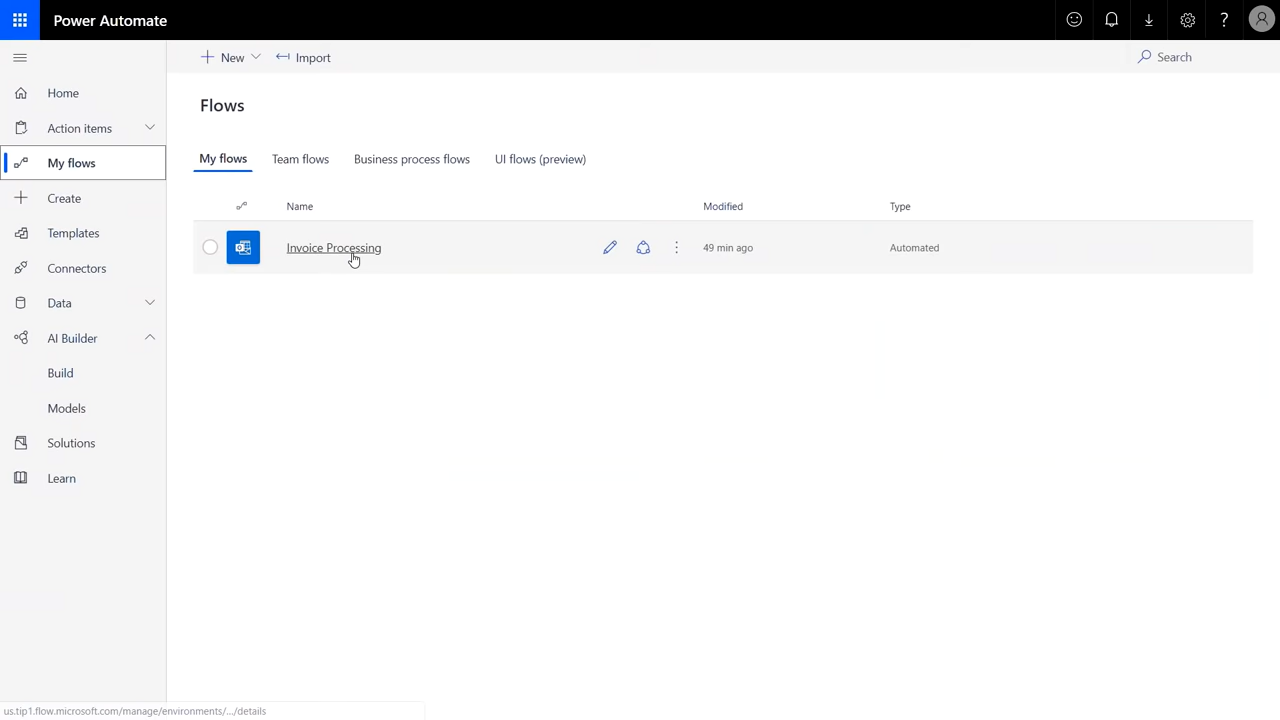 Power Automate
?
New
Import
Search
Home
Action items
My flows
Create
Templates
Connectors
Data
AI Builder
Build
Models
Solutions
Learn
Flows
My flows Team flows Business process flows UI flows (preview)
Name Modified Type
Invoice Processing 49 min ago Automated
us.tip1.flow.microsoft.com/manage/environments/.../details